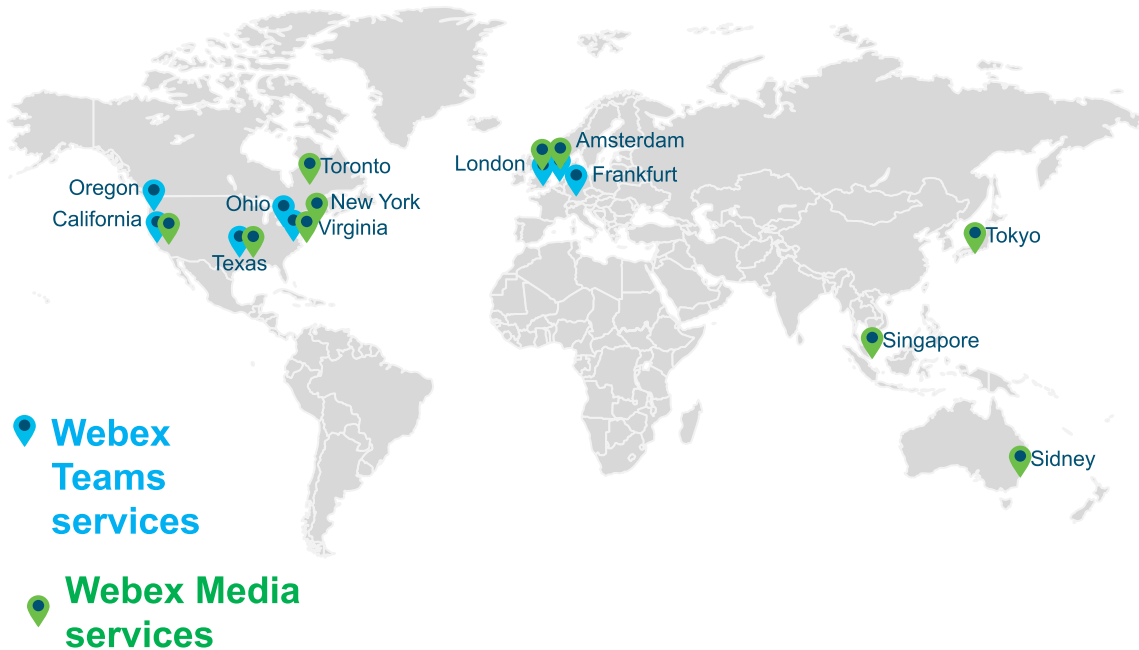 Toronto
Oregon
Ohio
New York
California
Virginia
Texas
Amsterdam
London
Frankfurt
Tokyo
Singapore
Sidney
Webex
Teams
services
Webex Media
services